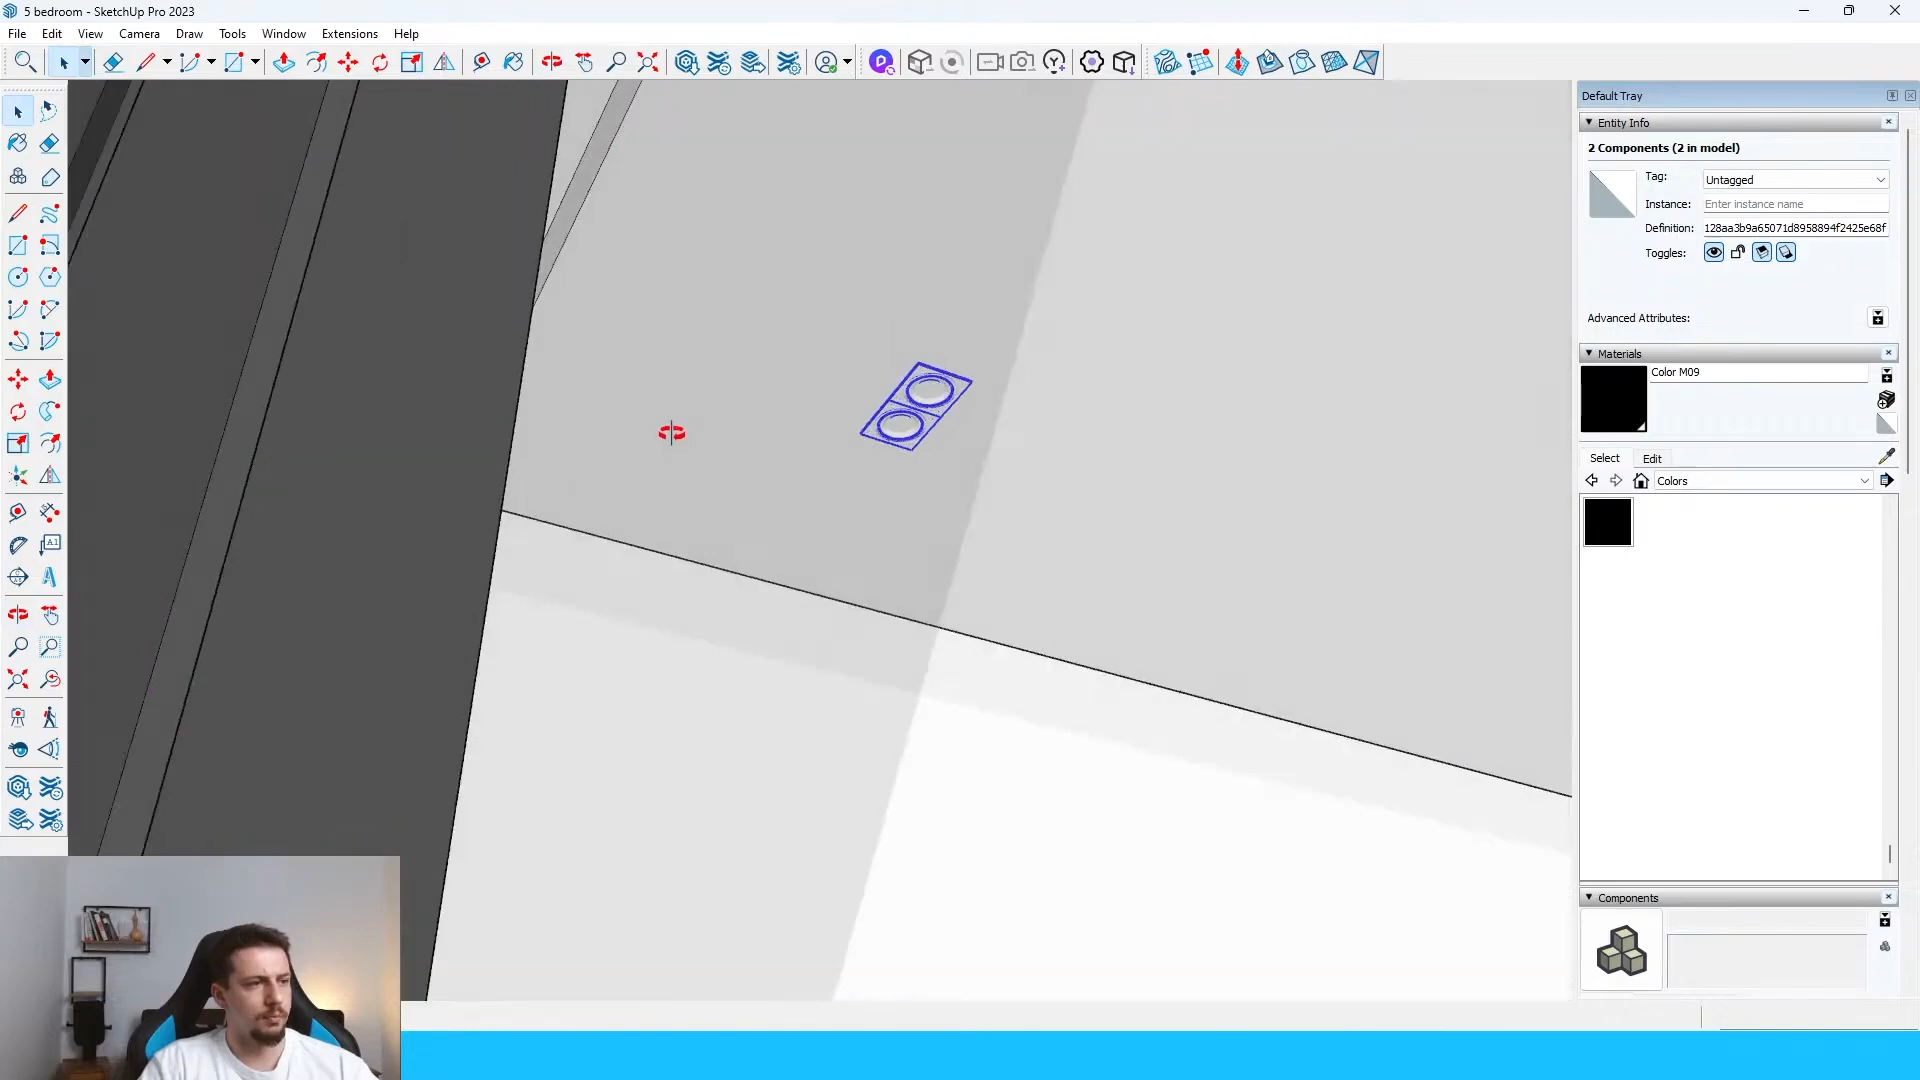 5 bedroom - SketchUp Pro 2023
File Edit View Camera Draw Tools Window Extensions Help
Default Tray
Entity Info
2 Components (2 in model)
Tag: Untagged
Instance: Enter instance name
Definition: 128aa3b9a65071d8958894f2425e68f
Toggles:
Advanced Attributes:
Materials
Color M09
Select Edit
Colors
Components